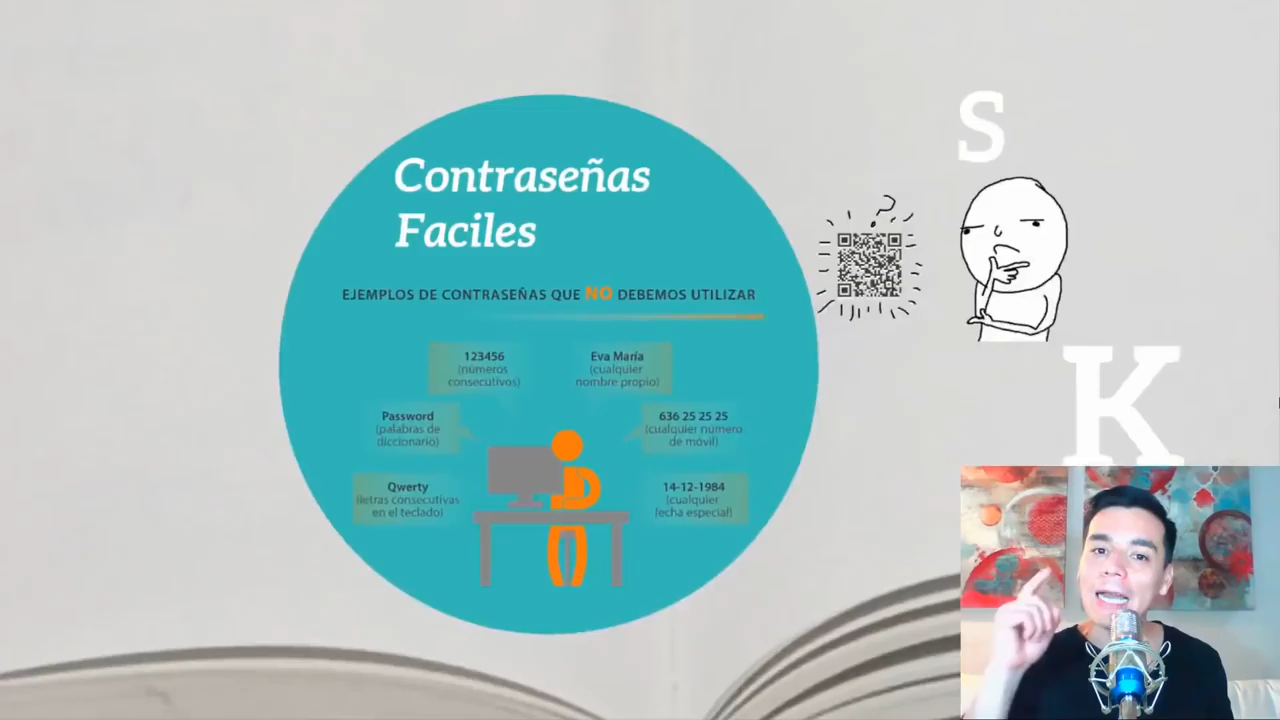 Contraseñas
Faciles
EJEMPLOS DE CONTRASEÑAS QUE NO DEBEMOS UTILIZAR
123456
(números
consecutivos)
Eva María
(cualquier
nombre propio)
Password
(palabras de
diccionario)
636 25 25 25
(cualquier número
de móvil)
Qwerty
(letras consecutivas
en el teclado)
14-12-1984
(cualquier
fecha especial)
S
?
K